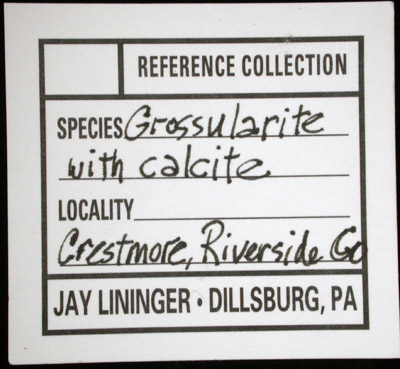 REFERENCE COLLECTION
SPECIES Grossularite
with calcite
LOCALITY
Crestmore, Riverside Co
JAY LININGER • DILLSBURG, PA